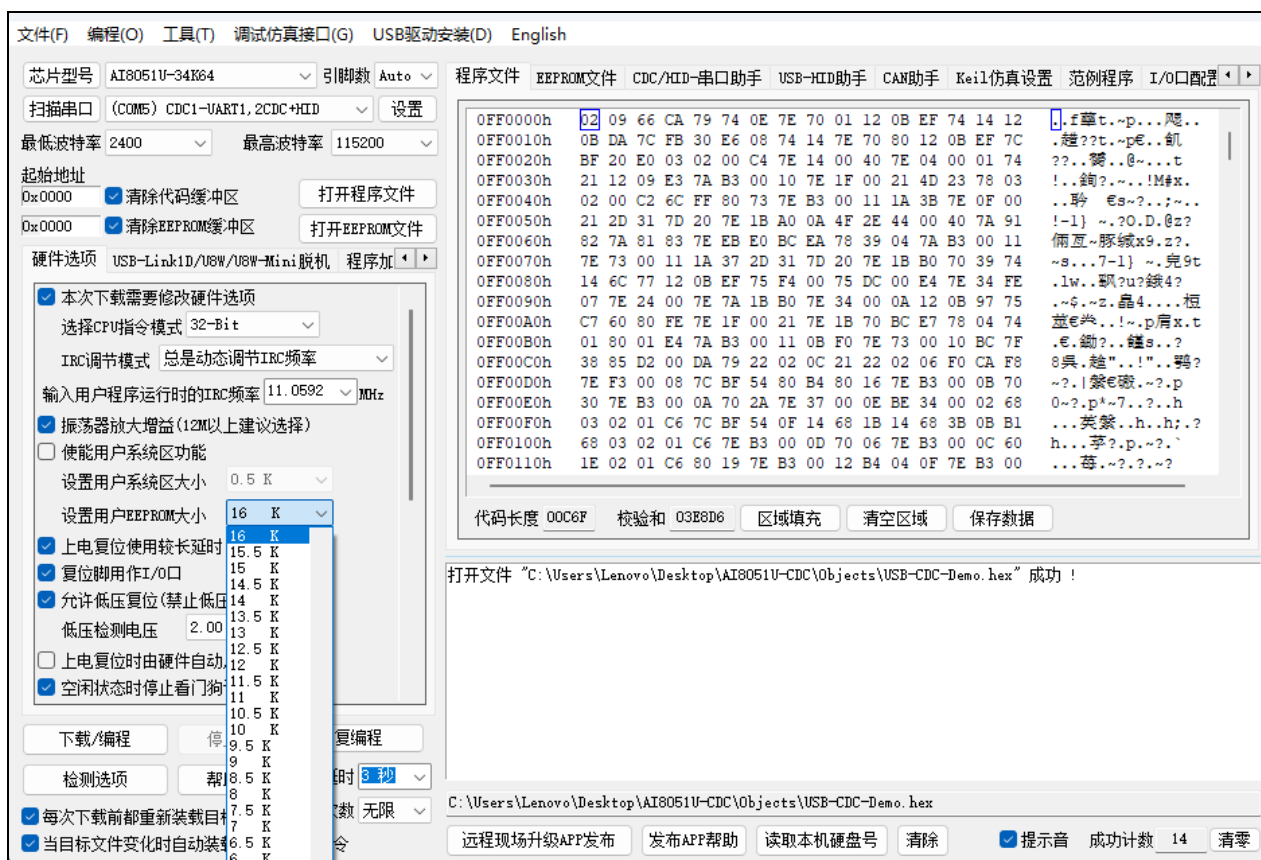 文件(F) 编程(O) 工具(T) 调试仿真接口(G) USB驱动安装(D) English
芯片型号 AI8051U-34K64 引脚数 Auto
扫描串口 (COM5) CDC1-UART1,2CDC+HID 设置
最低波特率 2400 最高波特率 115200
起始地址
0x0000 清除代码缓冲区 打开程序文件
0x0000 清除EEPROM缓冲区 打开EEPROM文件
硬件选项 USB-Link1D/U8W/U8W-Mini脱机 程序加
本次下载需要修改硬件选项
选择CPU指令模式 32-Bit
IRC调节模式 总是动态调节IRC频率
输入用户程序运行时的IRC频率 11.0592 MHz
振荡器放大增益(12M以上建议选择)
使能用户系统区功能
设置用户系统区大小 0.5 K
设置用户EEPROM大小 16 K
16 K
15.5 K
15 K
14.5 K
14 K
13.5 K
13 K
12.5 K
12 K
11.5 K
11 K
10.5 K
10 K
9.5 K
9 K
8.5 K
8 K
7.5 K
7 K
6.5 K
6 K
上电复位使用较长延时
复位脚用作I/O口
允许低压复位(禁止低压
低压检测电压 2.00
上电复位时由硬件自动
空闲状态时停止看门狗
下载/编程 停 复编程
检测选项 帮 延时 3 秒
每次下载前都重新装载目标 次数 无限
当目标文件变化时自动装载 令
程序文件 EEPROM文件 CDC/HID-串口助手 USB-HID助手 CAN助手 Keil仿真设置 范例程序 I/O口配置
0FF0000h 02 09 66 CA 79 74 0E 7E 70 01 12 0B EF 74 14 12
0FF0010h 0B DA 7C FB 30 E6 08 74 14 7E 70 80 12 0B EF 7C
0FF0020h BF 20 E0 03 02 00 C4 7E 14 00 40 7E 04 00 01 74
0FF0030h 21 12 09 E3 7A B3 00 10 7E 1F 00 21 4D 23 78 03
0FF0040h 02 00 C2 6C FF 80 73 7E B3 00 11 1A 3B 7E 0F 00
0FF0050h 21 2D 31 7D 20 7E 1B A0 0A 4F 2E 44 00 40 7A 91
0FF0060h 82 7A 81 83 7E EB E0 BC EA 78 39 04 7A B3 00 11
0FF0070h 7E 73 00 11 1A 37 2D 31 7D 20 7E 1B B0 70 39 74
0FF0080h 14 6C 77 12 0B EF 75 F4 00 75 DC 00 E4 7E 34 FE
0FF0090h 07 7E 24 00 7E 7A 1B B0 7E 34 00 0A 12 0B 97 75
0FF00A0h C7 60 80 FE 7E 1F 00 21 7E 1B 70 BC E7 78 04 74
0FF00B0h 01 80 01 E4 7A B3 00 11 0B F0 7E 73 00 10 BC 7F
0FF00C0h 38 85 D2 00 DA 79 22 02 0C 21 22 02 06 F0 CA F8
0FF00D0h 7E F3 00 08 7C BF 54 80 B4 80 16 7E B3 00 0B 70
0FF00E0h 30 7E B3 00 0A 70 2A 7E 37 00 0E BE 34 00 02 68
0FF00F0h 03 02 01 C6 7C BF 54 0F 14 68 1B 14 68 3B 0B B1
0FF0100h 68 03 02 01 C6 7E B3 00 0D 70 06 7E B3 00 0C 60
0FF0110h 1E 02 01 C6 80 19 7E B3 00 12 B4 04 0F 7E B3 00
代码长度 00C6F 校验和 03E8D6 区域填充 清空区域 保存数据
打开文件 "C:\Users\Lenovo\Desktop\AI8051U-CDC\Objects\USB-CDC-Demo.hex" 成功 !
C:\Users\Lenovo\Desktop\AI8051U-CDC\Objects\USB-CDC-Demo.hex
远程现场升级APP发布 发布APP帮助 读取本机硬盘号 清除 提示音 成功计数 14 清零